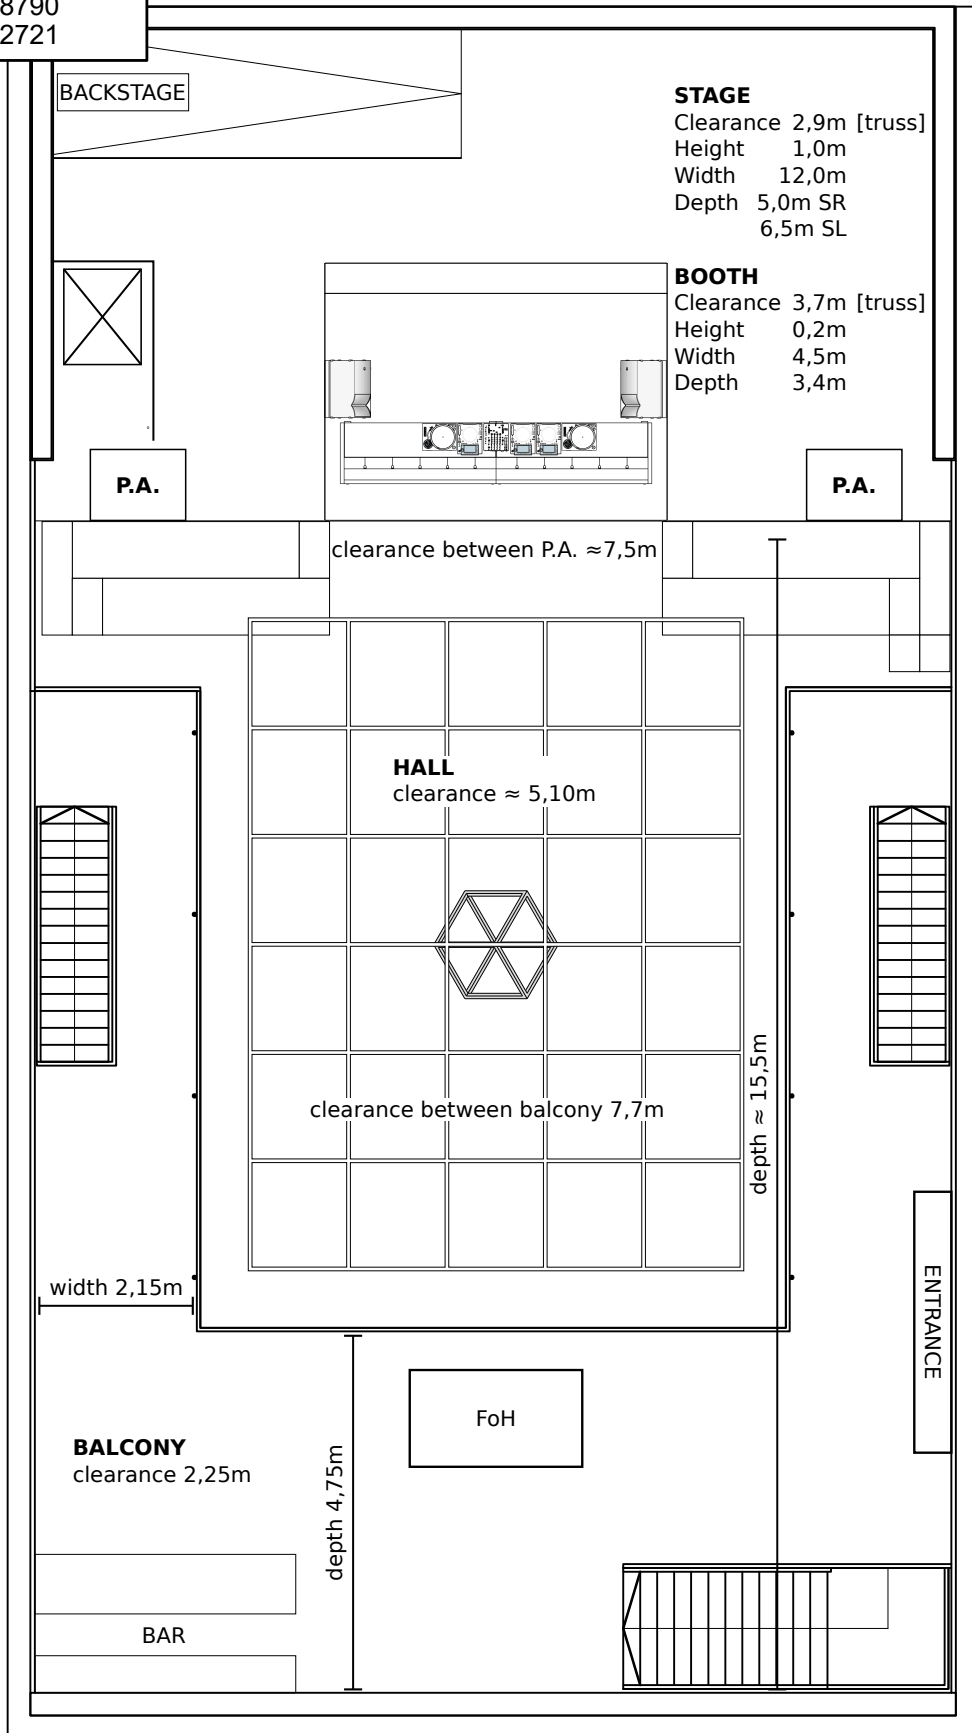 8790
2721
BACKSTAGE
STAGE
Clearance 2,9m [truss]
Height 1,0m
Width 12,0m
Depth 5,0m SR
6,5m SL
BOOTH
Clearance 3,7m [truss]
Height 0,2m
Width 4,5m
Depth 3,4m
P.A.
P.A.
clearance between P.A. ≈7,5m
HALL
clearance ≈ 5,10m
depth ≈ 15,5m
clearance between balcony 7,7m
width 2,15m
ENTRANCE
FoH
BALCONY
clearance 2,25m
depth 4,75m
BAR